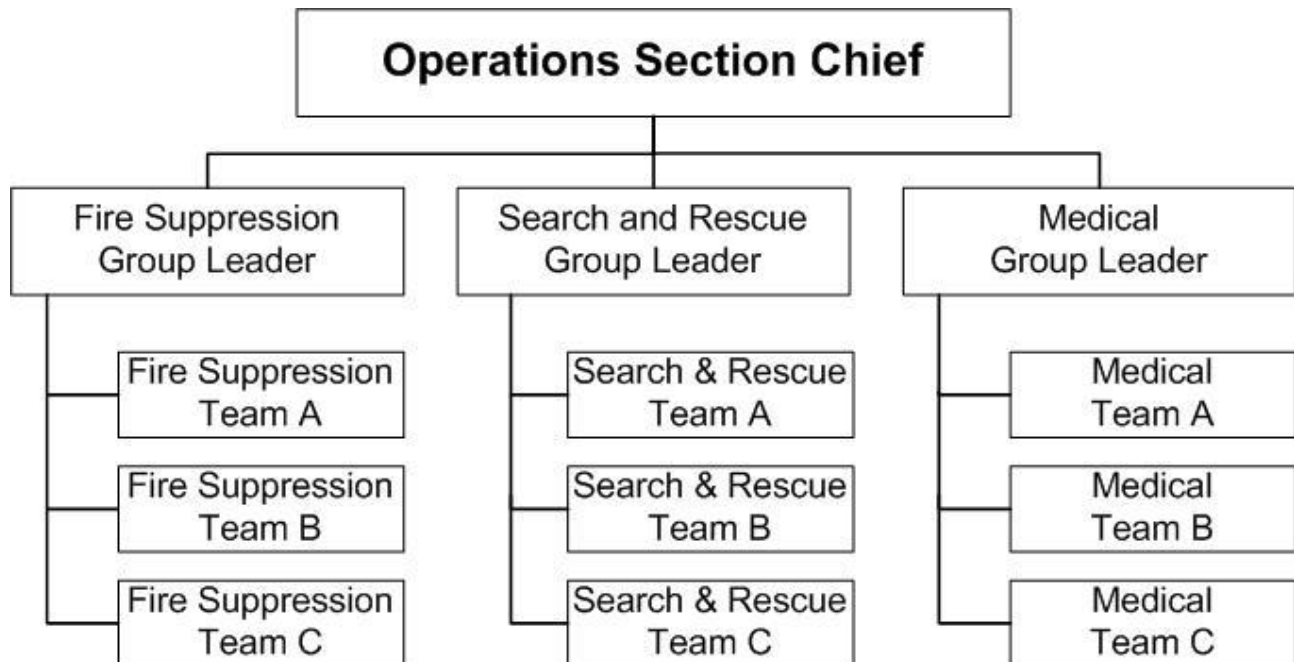 Operations Section Chief
Fire Suppression
Group Leader
Search and Rescue
Group Leader
Medical
Group Leader
Fire Suppression
Team A
Search & Rescue
Team A
Medical
Team A
Fire Suppression
Team B
Search & Rescue
Team B
Medical
Team B
Fire Suppression
Team C
Search & Rescue
Team C
Medical
Team C